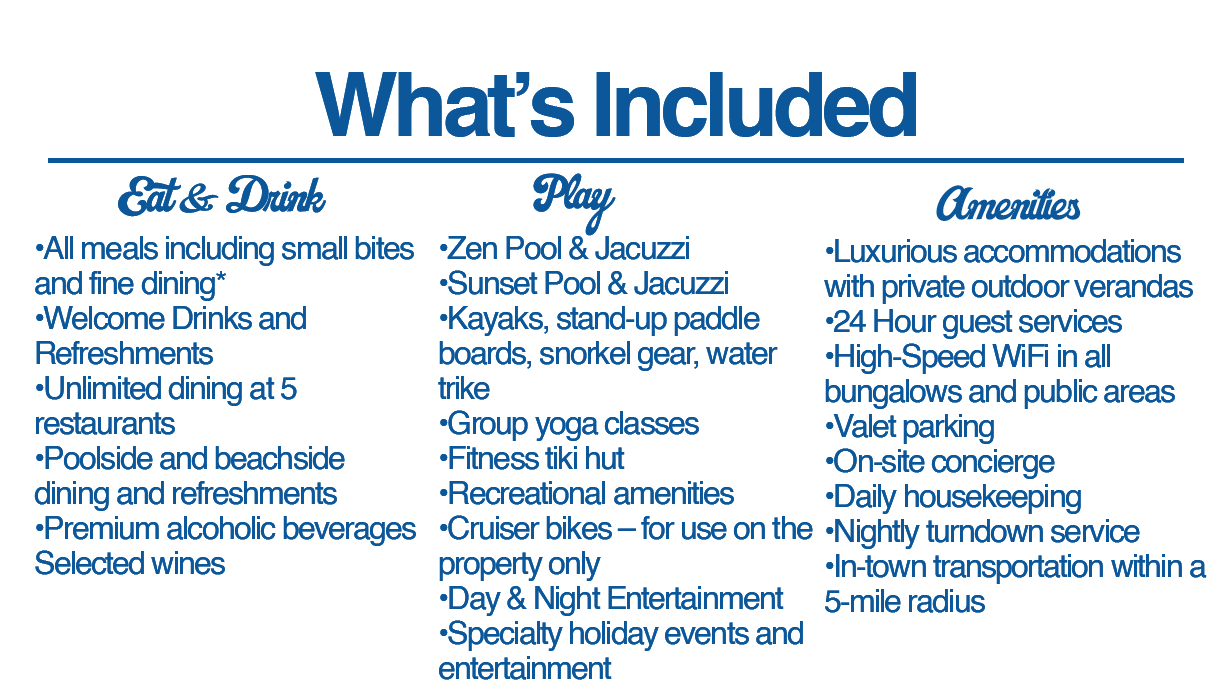 What's Included
Eat & Drink
•All meals including small bites
and fine dining*
•Welcome Drinks and
Refreshments
•Unlimited dining at 5
restaurants
•Poolside and beachside
dining and refreshments
•Premium alcoholic beverages
Selected wines
Play
•Zen Pool & Jacuzzi
•Sunset Pool & Jacuzzi
•Kayaks, stand-up paddle
boards, snorkel gear, water
trike
•Group yoga classes
•Fitness tiki hut
•Recreational amenities
•Cruiser bikes – for use on the
property only
•Day & Night Entertainment
•Specialty holiday events and
entertainment
Amenities
•Luxurious accommodations
with private outdoor verandas
•24 Hour guest services
•High-Speed WiFi in all
bungalows and public areas
•Valet parking
•On-site concierge
•Daily housekeeping
•Nightly turndown service
•In-town transportation within a
5-mile radius